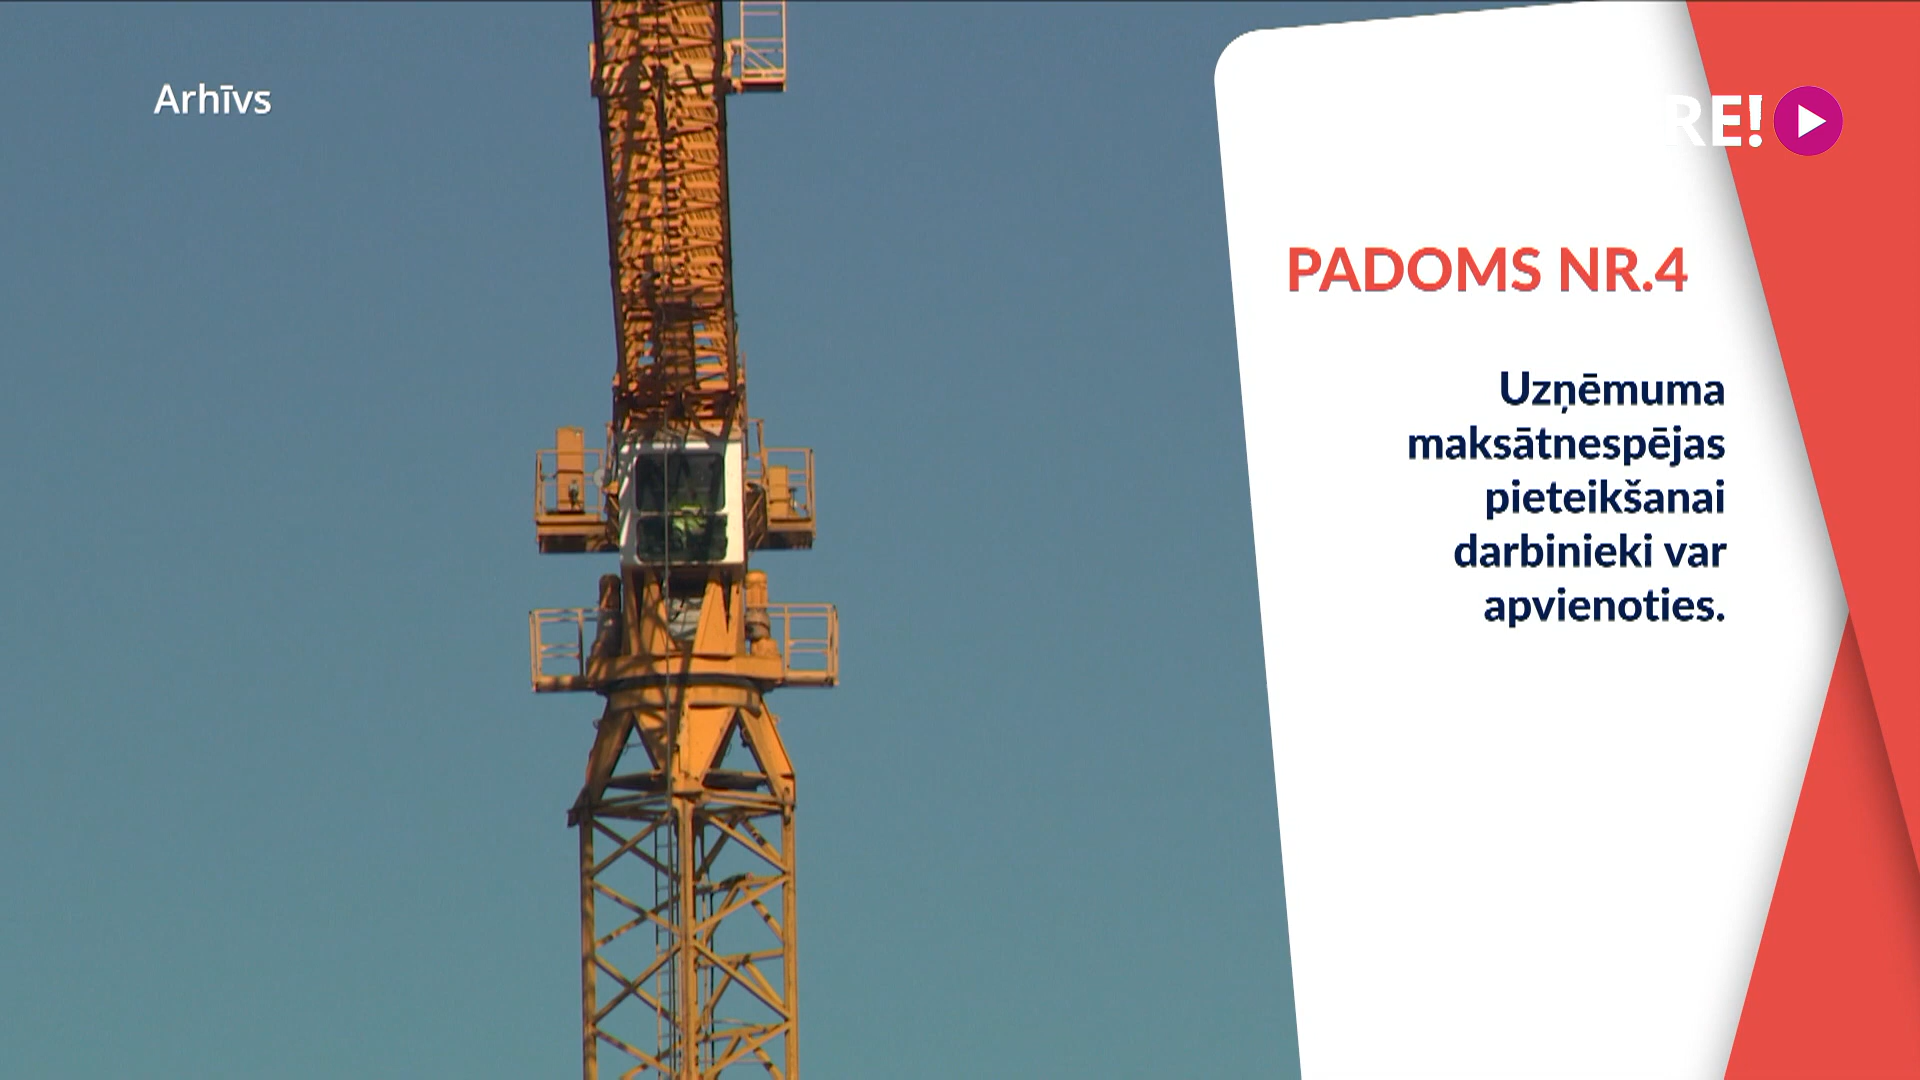 Arhīvs
RE!
PADOMS NR.4
Uzņēmuma
maksātnespējas
pieteikšanai
darbinieki var
apvienoties.